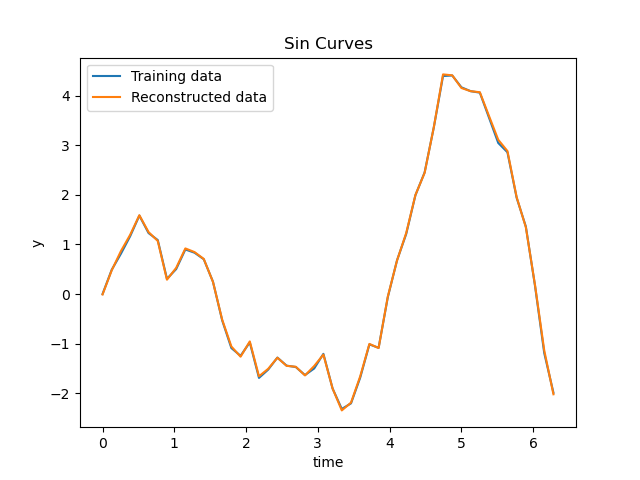 Sin Curves
Training data
Reconstructed data
4
3
2
1
0
−1
−2
y
0
1
2
3
4
5
6
time